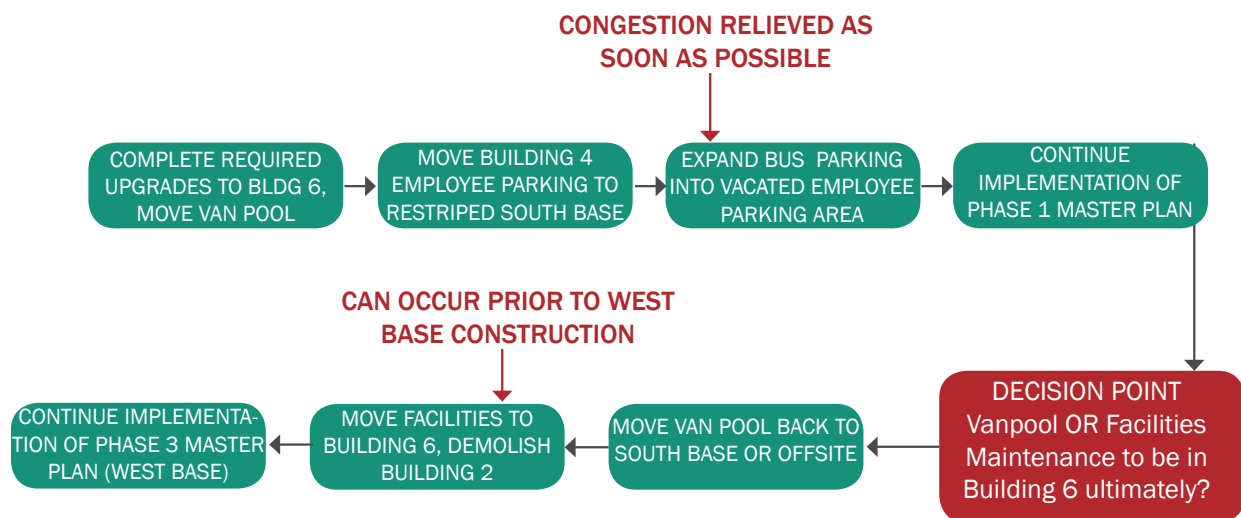 CONGESTION RELIEVED AS
SOON AS POSSIBLE
COMPLETE REQUIRED
UPGRADES TO BLDG 6,
MOVE VAN POOL
MOVE BUILDING 4
EMPLOYEE PARKING TO
RESTRIPED SOUTH BASE
EXPAND BUS PARKING
INTO VACATED EMPLOYEE
PARKING AREA
CONTINUE
IMPLEMENTATION OF
PHASE 1 MASTER PLAN
CAN OCCUR PRIOR TO WEST
BASE CONSTRUCTION
DECISION POINT
Vanpool OR Facilities
Maintenance to be in
Building 6 ultimately?
MOVE VAN POOL BACK TO
SOUTH BASE OR OFFSITE
MOVE FACILITIES TO
BUILDING 6, DEMOLISH
BUILDING 2
CONTINUE IMPLEMENTA-
TION OF PHASE 3 MASTER
PLAN (WEST BASE)